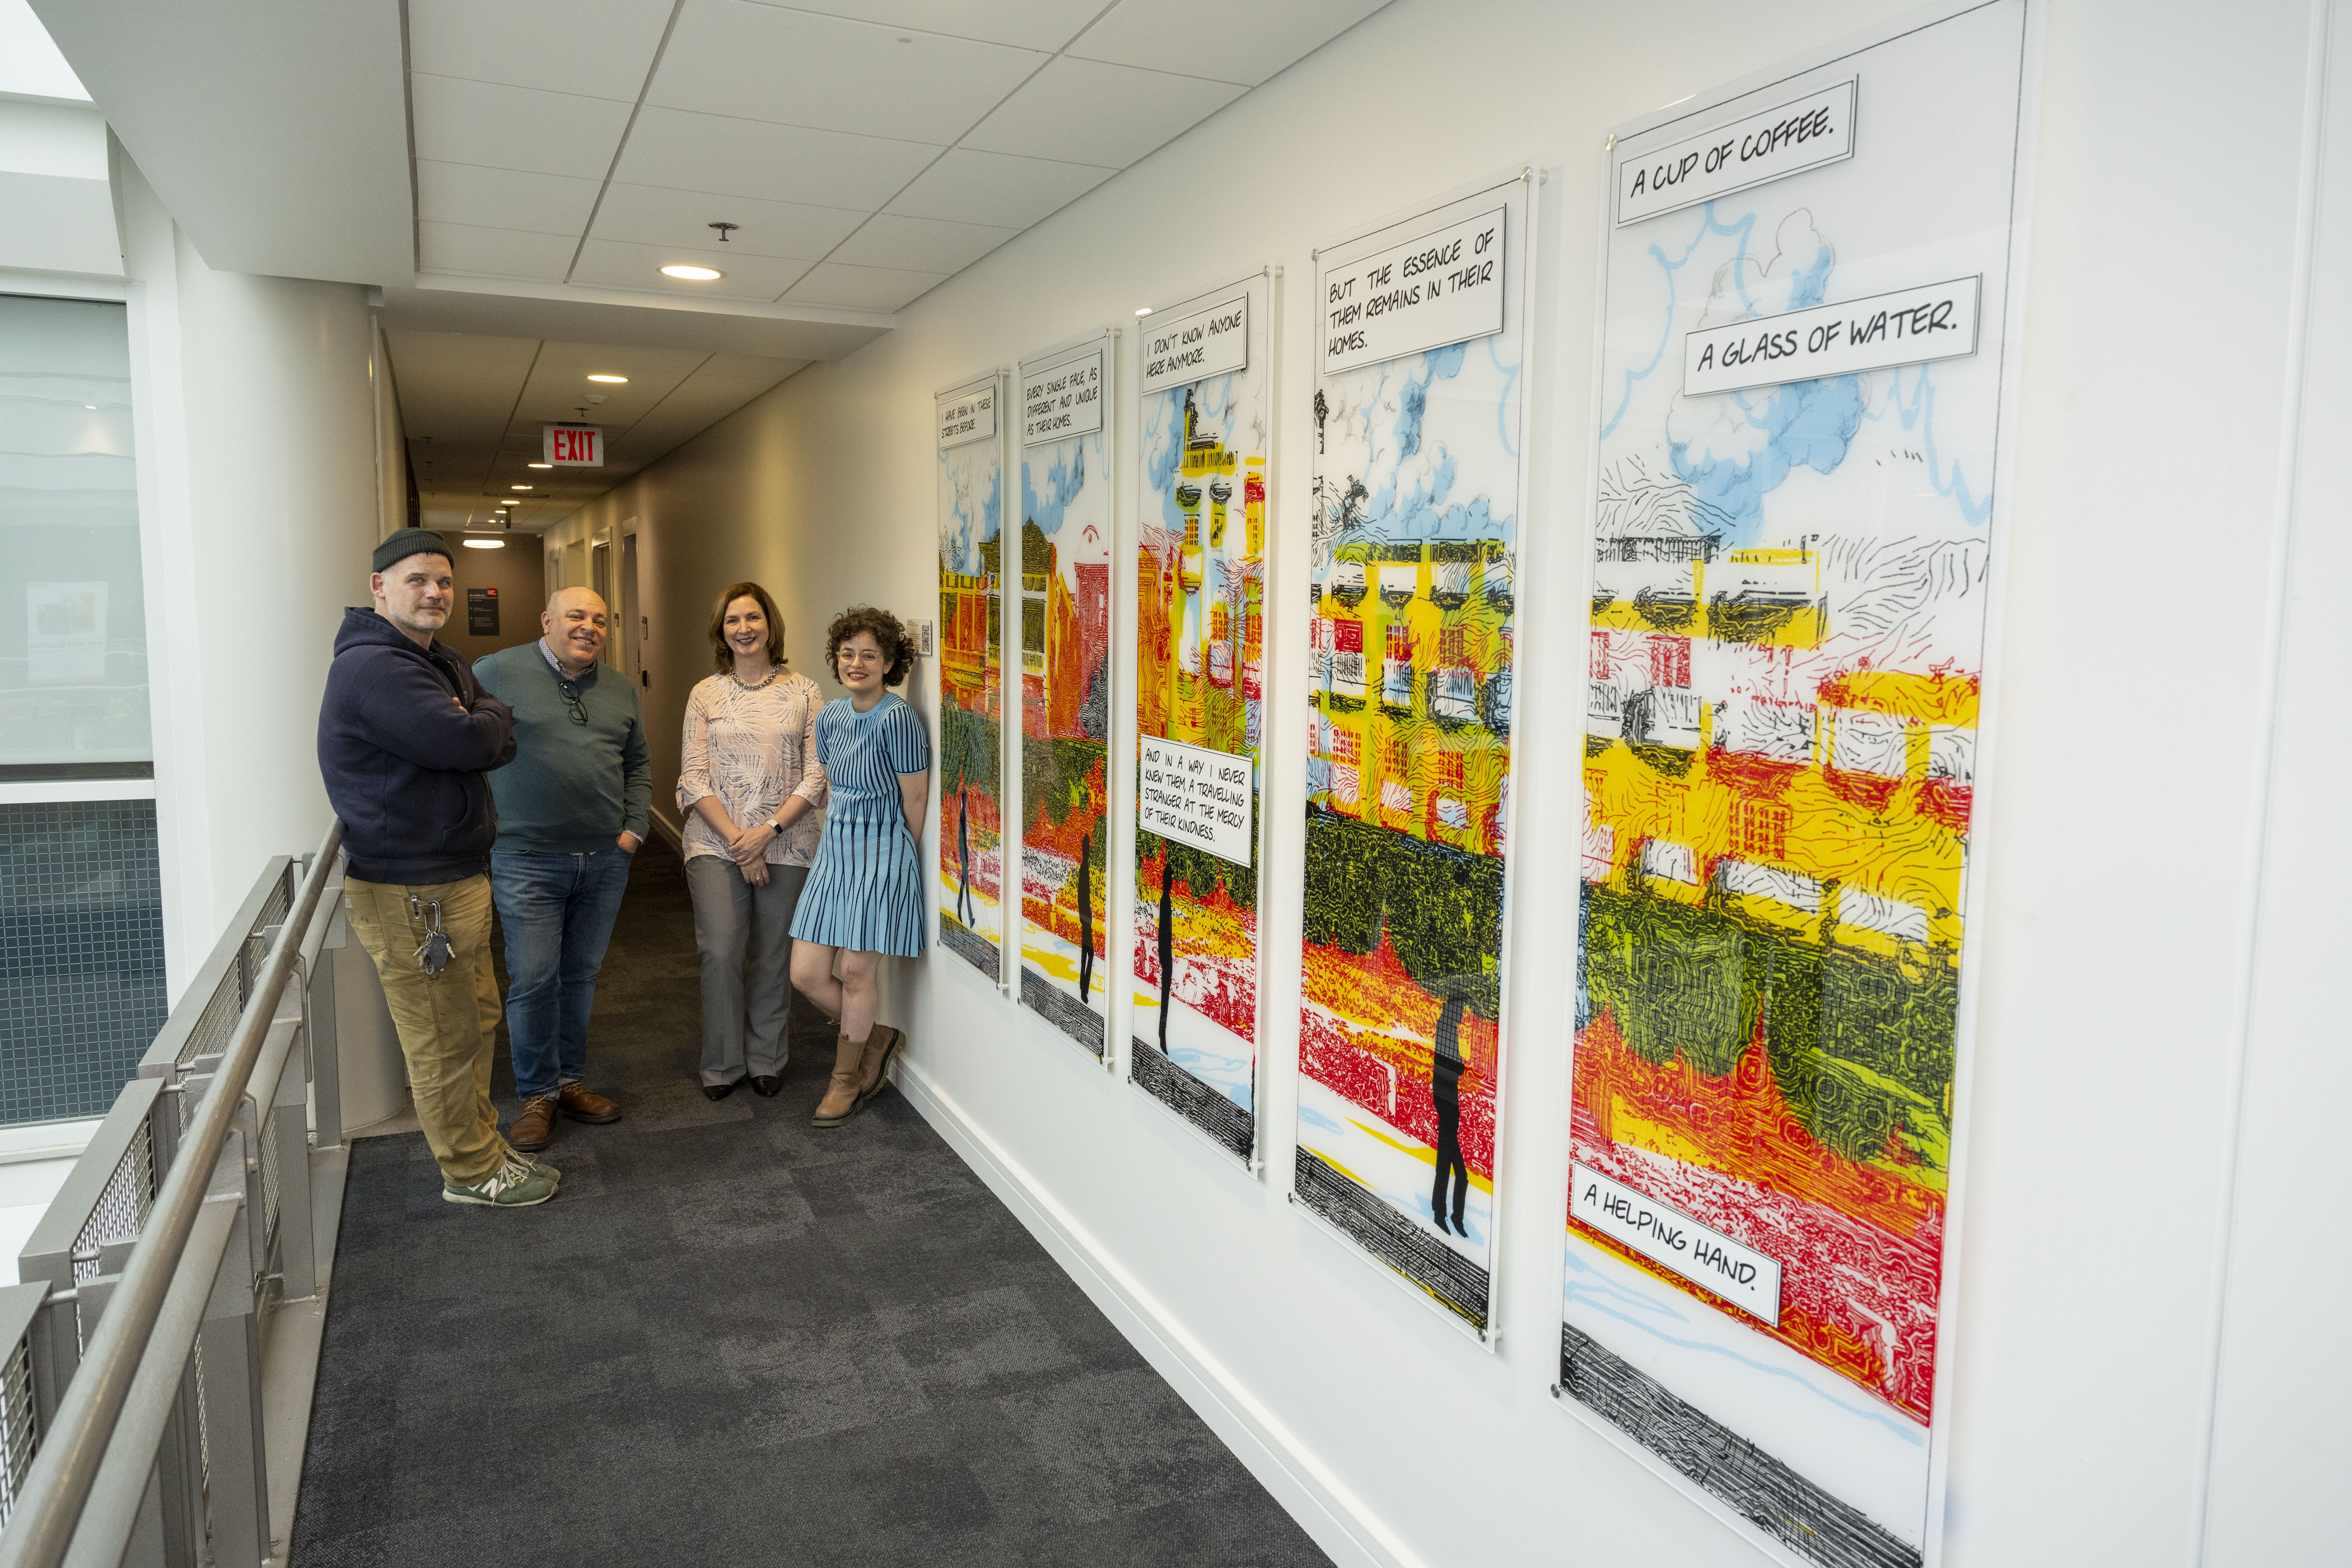 EXIT
I HAVE BEEN IN THESE
STREETS BEFORE.
EVERY SINGLE FACE, AS
DIFFERENT AND UNIQUE
AS THEIR HOMES.
I DON'T KNOW ANYONE
HERE ANYMORE.
AND IN A WAY I NEVER
KNEW THEM, A TRAVELLING
STRANGER AT THE MERCY
OF THEIR KINDNESS.
BUT THE ESSENCE OF
THEM REMAINS IN THEIR
HOMES.
A CUP OF COFFEE.
A GLASS OF WATER.
A HELPING HAND.